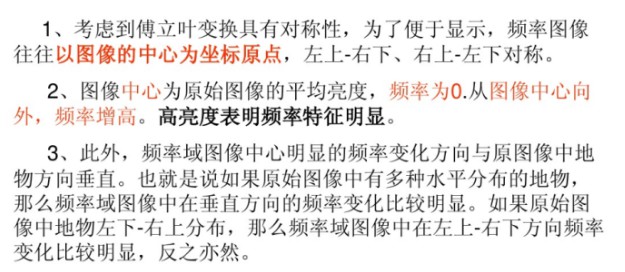 1、考虑到傅立叶变换具有对称性，为了便于显示，频率图像
往往以图像的中心为坐标原点，左上-右下、右上-左下对称。
2、图像中心为原始图像的平均亮度，频率为0.从图像中心向
外，频率增高。高亮度表明频率特征明显。
3、此外，频率域图像中心明显的频率变化方向与原图像中地
物方向垂直。也就是说如果原始图像中有多种水平分布的地物，
那么频率域图像中在垂直方向的频率变化比较明显。如果原始图
像中地物左下-右上分布，那么频率域图像中在左上-右下方向频率
变化比较明显，反之亦然。